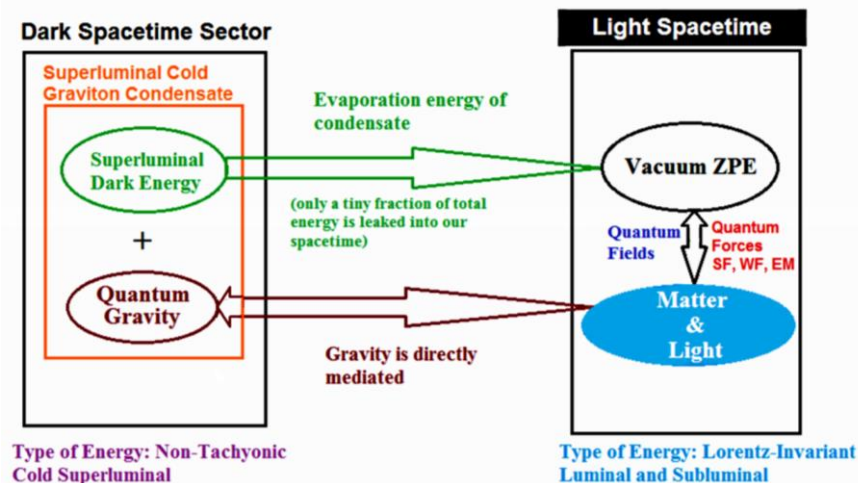 Dark Spacetime Sector
Light Spacetime
Superluminal Cold
Graviton Condensate
Superluminal
Dark Energy
+
Quantum
Gravity
Evaporation energy of
condensate
(only a tiny fraction of total
energy is leaked into our
spacetime)
Gravity is directly
mediated
Vacuum ZPE
Quantum
Fields
Quantum
Forces
SF, WF, EM
Matter
&
Light
Type of Energy: Non-Tachyonic
Cold Superluminal
Type of Energy: Lorentz-Invariant
Luminal and Subluminal